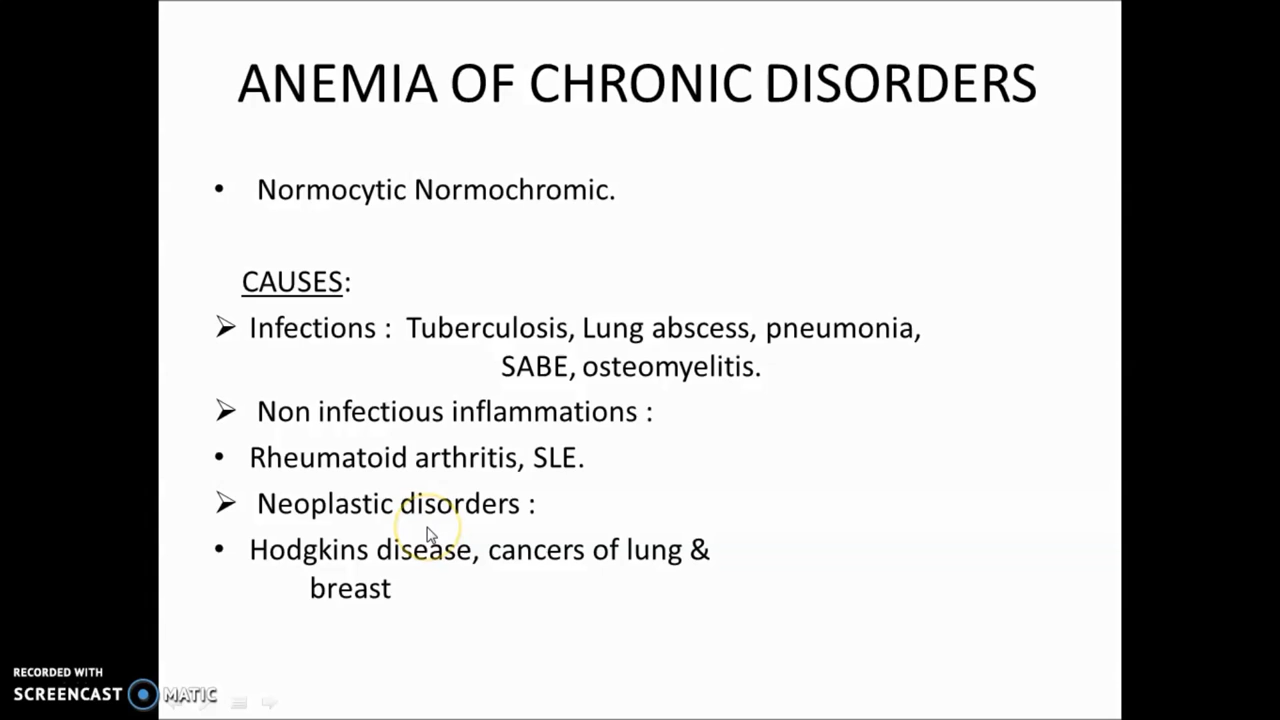 ANEMIA OF CHRONIC DISORDERS
• Normocytic Normochromic.
CAUSES:
➢ Infections : Tuberculosis, Lung abscess, pneumonia,
SABE, osteomyelitis.
➢ Non infectious inflammations :
• Rheumatoid arthritis, SLE.
➢ Neoplastic disorders :
• Hodgkins disease, cancers of lung &
breast
RECORDED WITH
SCREENCAST MATIC